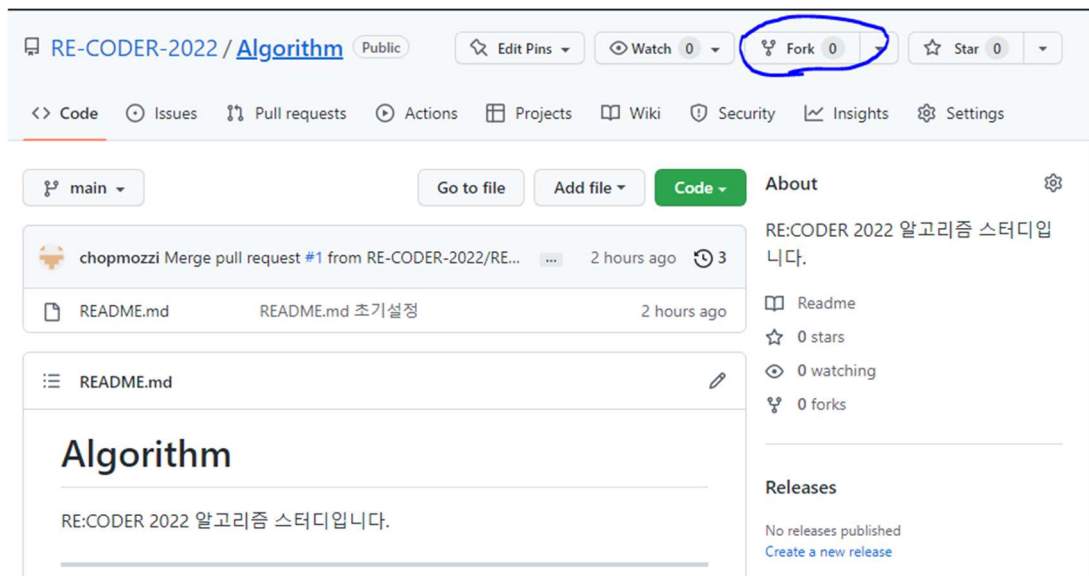 RE-CODER-2022 / Algorithm Public Edit Pins Watch 0 Fork 0 Star 0
Code Issues Pull requests Actions Projects Wiki Security Insights Settings
main Go to file Add file Code
chopmozzi Merge pull request #1 from RE-CODER-2022/RE... ... 2 hours ago 3
README.md README.md 초기설정 2 hours ago
README.md
Algorithm
RE:CODER 2022 알고리즘 스터디입니다.
About
RE:CODER 2022 알고리즘 스터디입
니다.
Readme
0 stars
0 watching
0 forks
Releases
No releases published
Create a new release